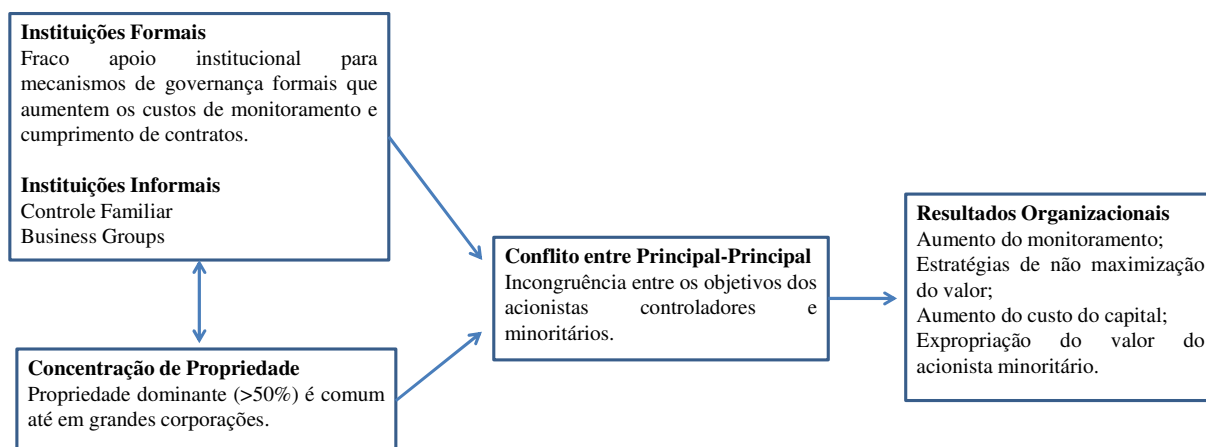 Instituições Formais
Fraco apoio institucional para
mecanismos de governança formais que
aumentem os custos de monitoramento e
cumprimento de contratos.
Instituições Informais
Controle Familiar
Business Groups
Concentração de Propriedade
Propriedade dominante (>50%) é comum
até em grandes corporações.
Conflito entre Principal-Principal
Incongruência entre os objetivos dos
acionistas controladores e
minoritários.
Resultados Organizacionais
Aumento do monitoramento;
Estratégias de não maximização
do valor;
Aumento do custo do capital;
Expropriação do valor do
acionista minoritário.